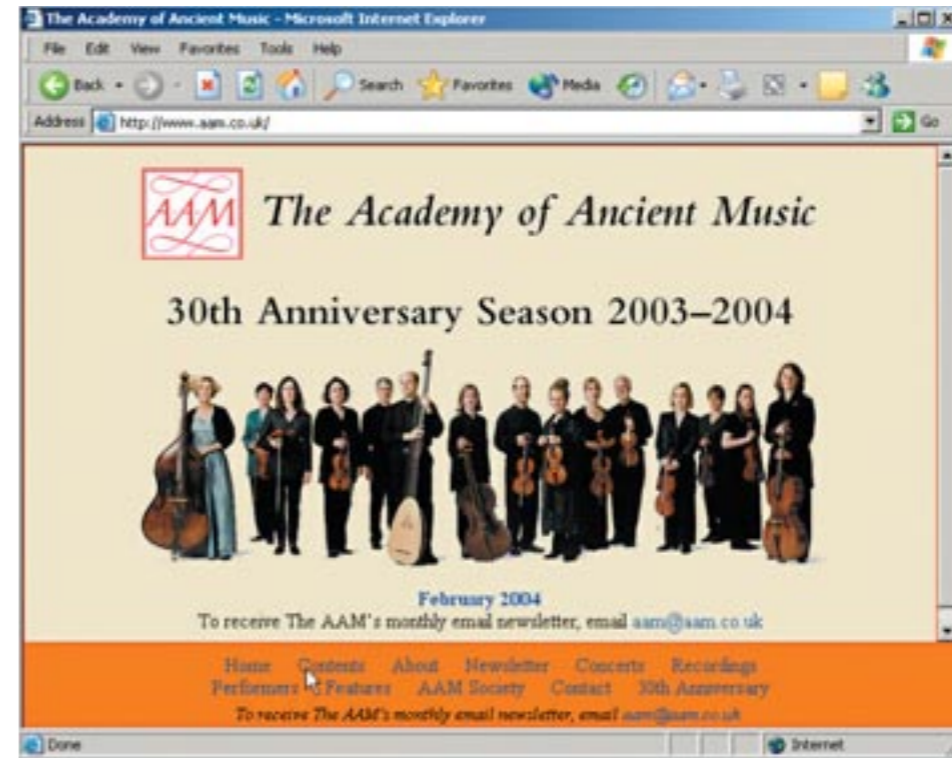 The Academy of Ancient Music - Microsoft Internet Explorer
File Edit View Favorites Tools Help
Back Search Favorites Media
Address http://www.aam.co.uk/ Go
AAM The Academy of Ancient Music
30th Anniversary Season 2003–2004
February 2004
To receive The AAM's monthly email newsletter, email aam@aam.co.uk
Home Contents About Newsletter Concerts Recordings
Performers & Features AAM Society Contact 30th Anniversary
To receive The AAM's monthly email newsletter, email aam@aam.co.uk
Done Internet